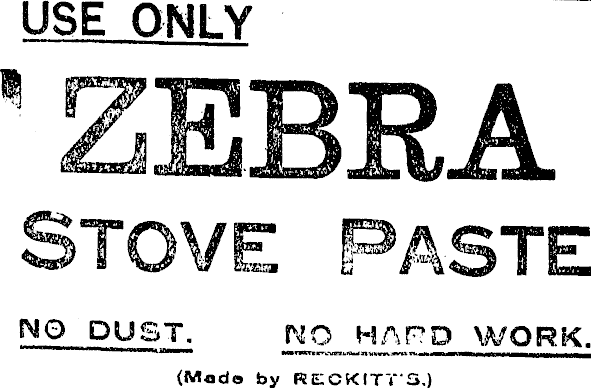 USE ONLY
ZEBRA
STOVE PASTE
NO DUST. NO HARD WORK.
(Made by RECKITT'S.)